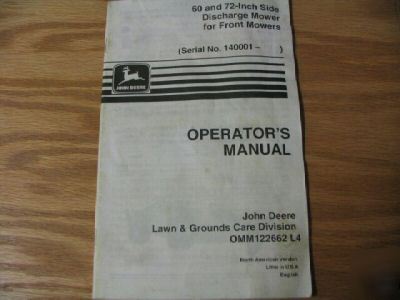 60 and 72-Inch Side
Discharge Mower
for Front Mowers
(Serial No. 140001 - )
JOHN DEERE
OPERATOR'S
MANUAL
John Deere
Lawn & Grounds Care Division
OMM122662 L4
North American Version
Litho in U.S.A
English